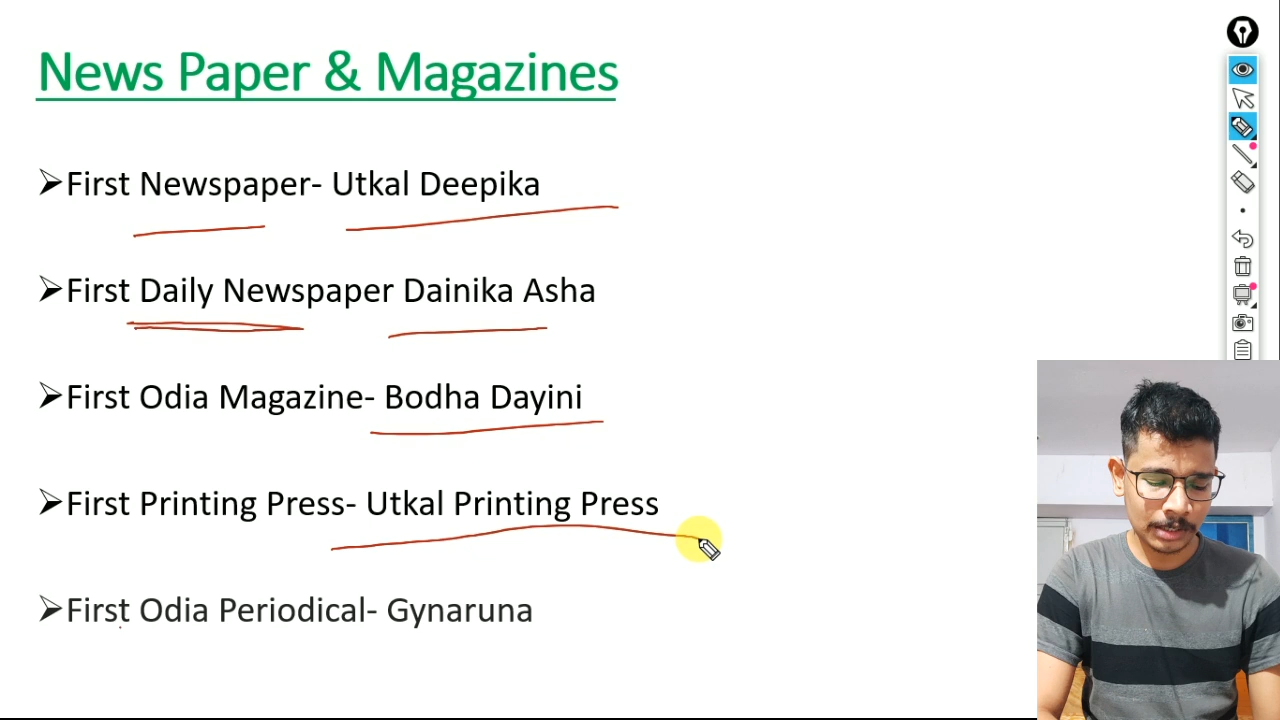 News Paper & Magazines
➢First Newspaper- Utkal Deepika
➢First Daily Newspaper Dainika Asha
➢First Odia Magazine- Bodha Dayini
➢First Printing Press- Utkal Printing Press
➢First Odia Periodical- Gynaruna